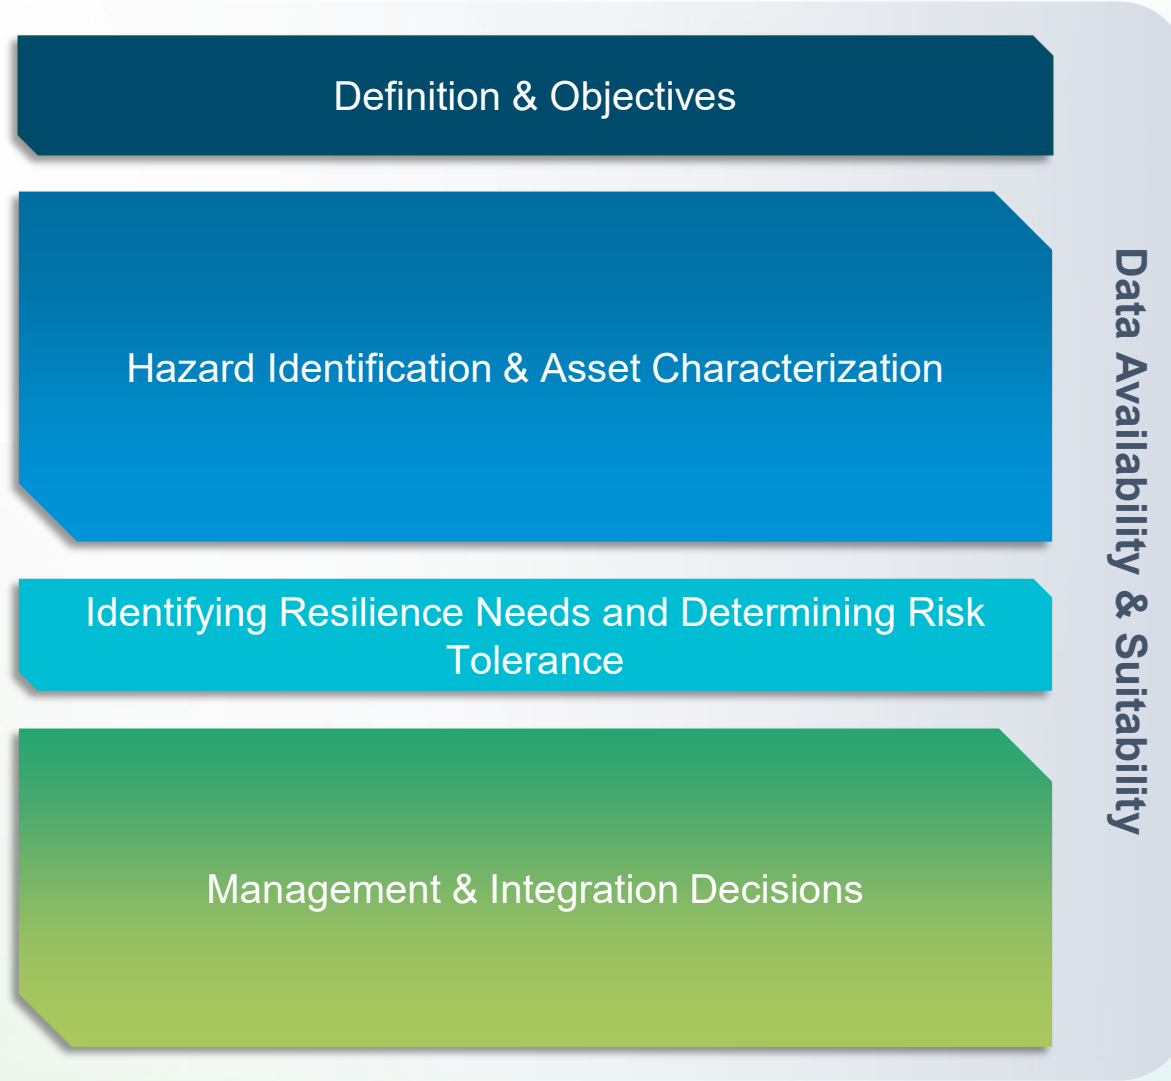 Definition & Objectives
Hazard Identification & Asset Characterization
Identifying Resilience Needs and Determining Risk
Tolerance
Management & Integration Decisions
Data Availability & Suitability